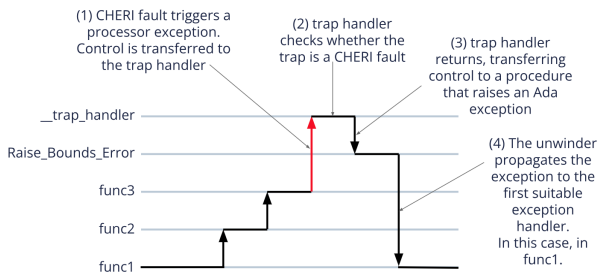 (1) CHERI fault triggers a
processor exception.
Control is transferred to
the trap handler
(2) trap handler
checks whether the
trap is a CHERI fault
(3) trap handler
returns, transferring
control to a procedure
that raises an Ada
exception
(4) The unwinder
propagates the
exception to the
first suitable
exception
handler.
In this case, in
func1.
__trap_handler
Raise_Bounds_Error
func3
func2
func1